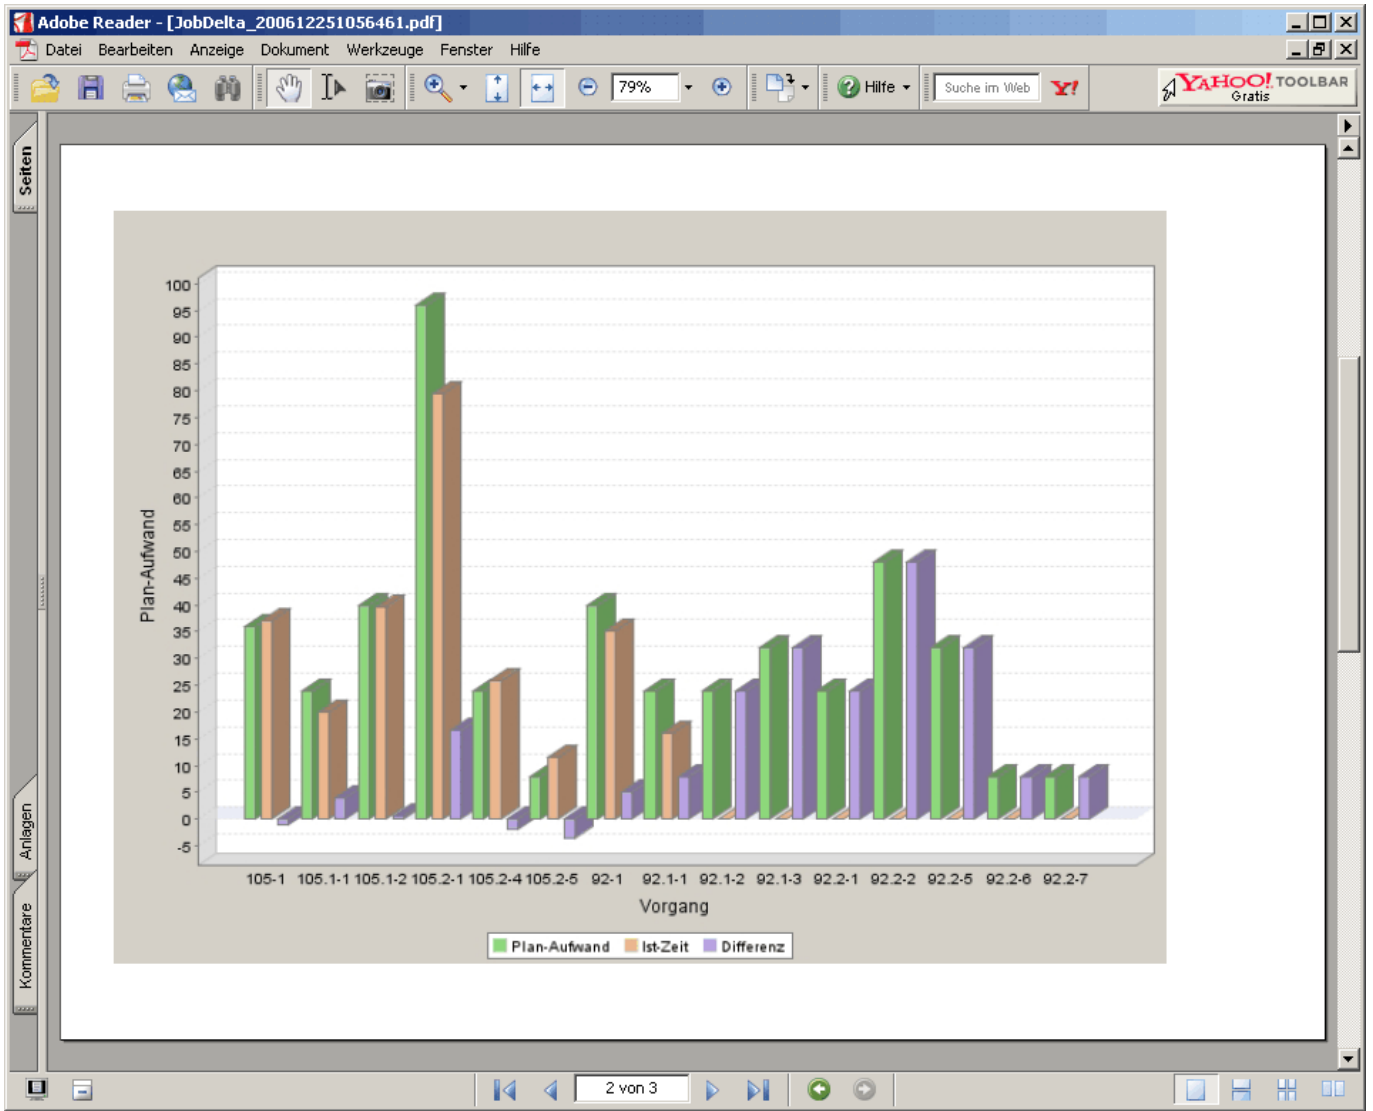 Adobe Reader - [JobDelta_200612251056461.pdf]
Datei Bearbeiten Anzeige Dokument Werkzeuge Fenster Hilfe
79% Hilfe Suche im Web Y! YAHOO! TOOLBAR
Gratis
Seiten
Anlagen
Kommentare
100
95
90
85
80
75
70
65
60
55
50
45
40
35
30
25
20
15
10
5
0
-5
Plan-Aufwand
105-1 105.1-1 105.1-2 105.2-1 105.2-4 105.2-5 92-1 92.1-1 92.1-2 92.1-3 92.2-1 92.2-2 92.2-5 92.2-6 92.2-7
Vorgang
Plan-Aufwand Ist-Zeit Differenz
2 von 3